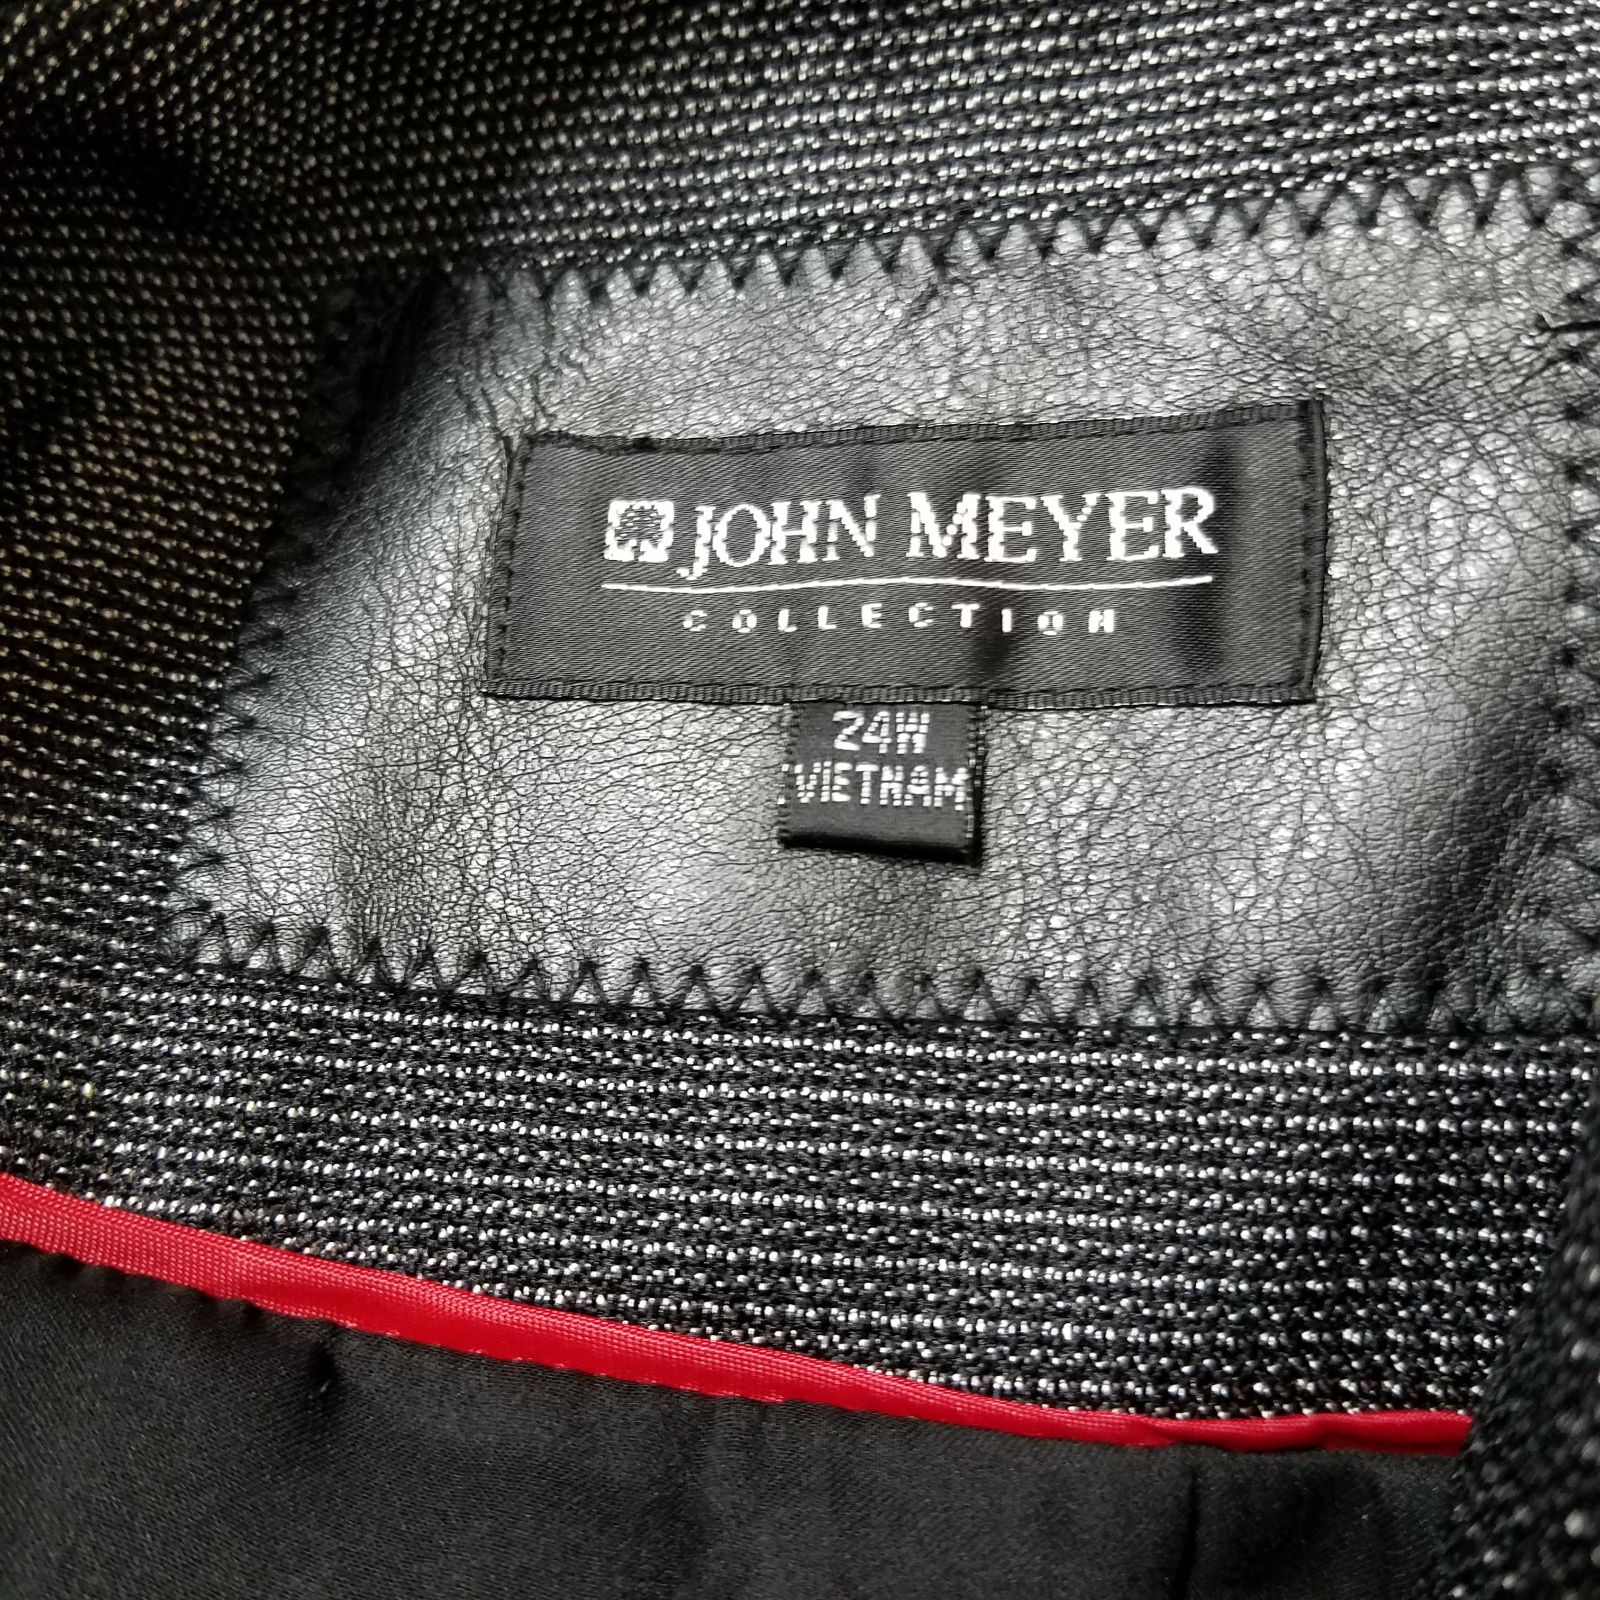 JOHN MEYER
COLLECTION
24W
VIETNAM